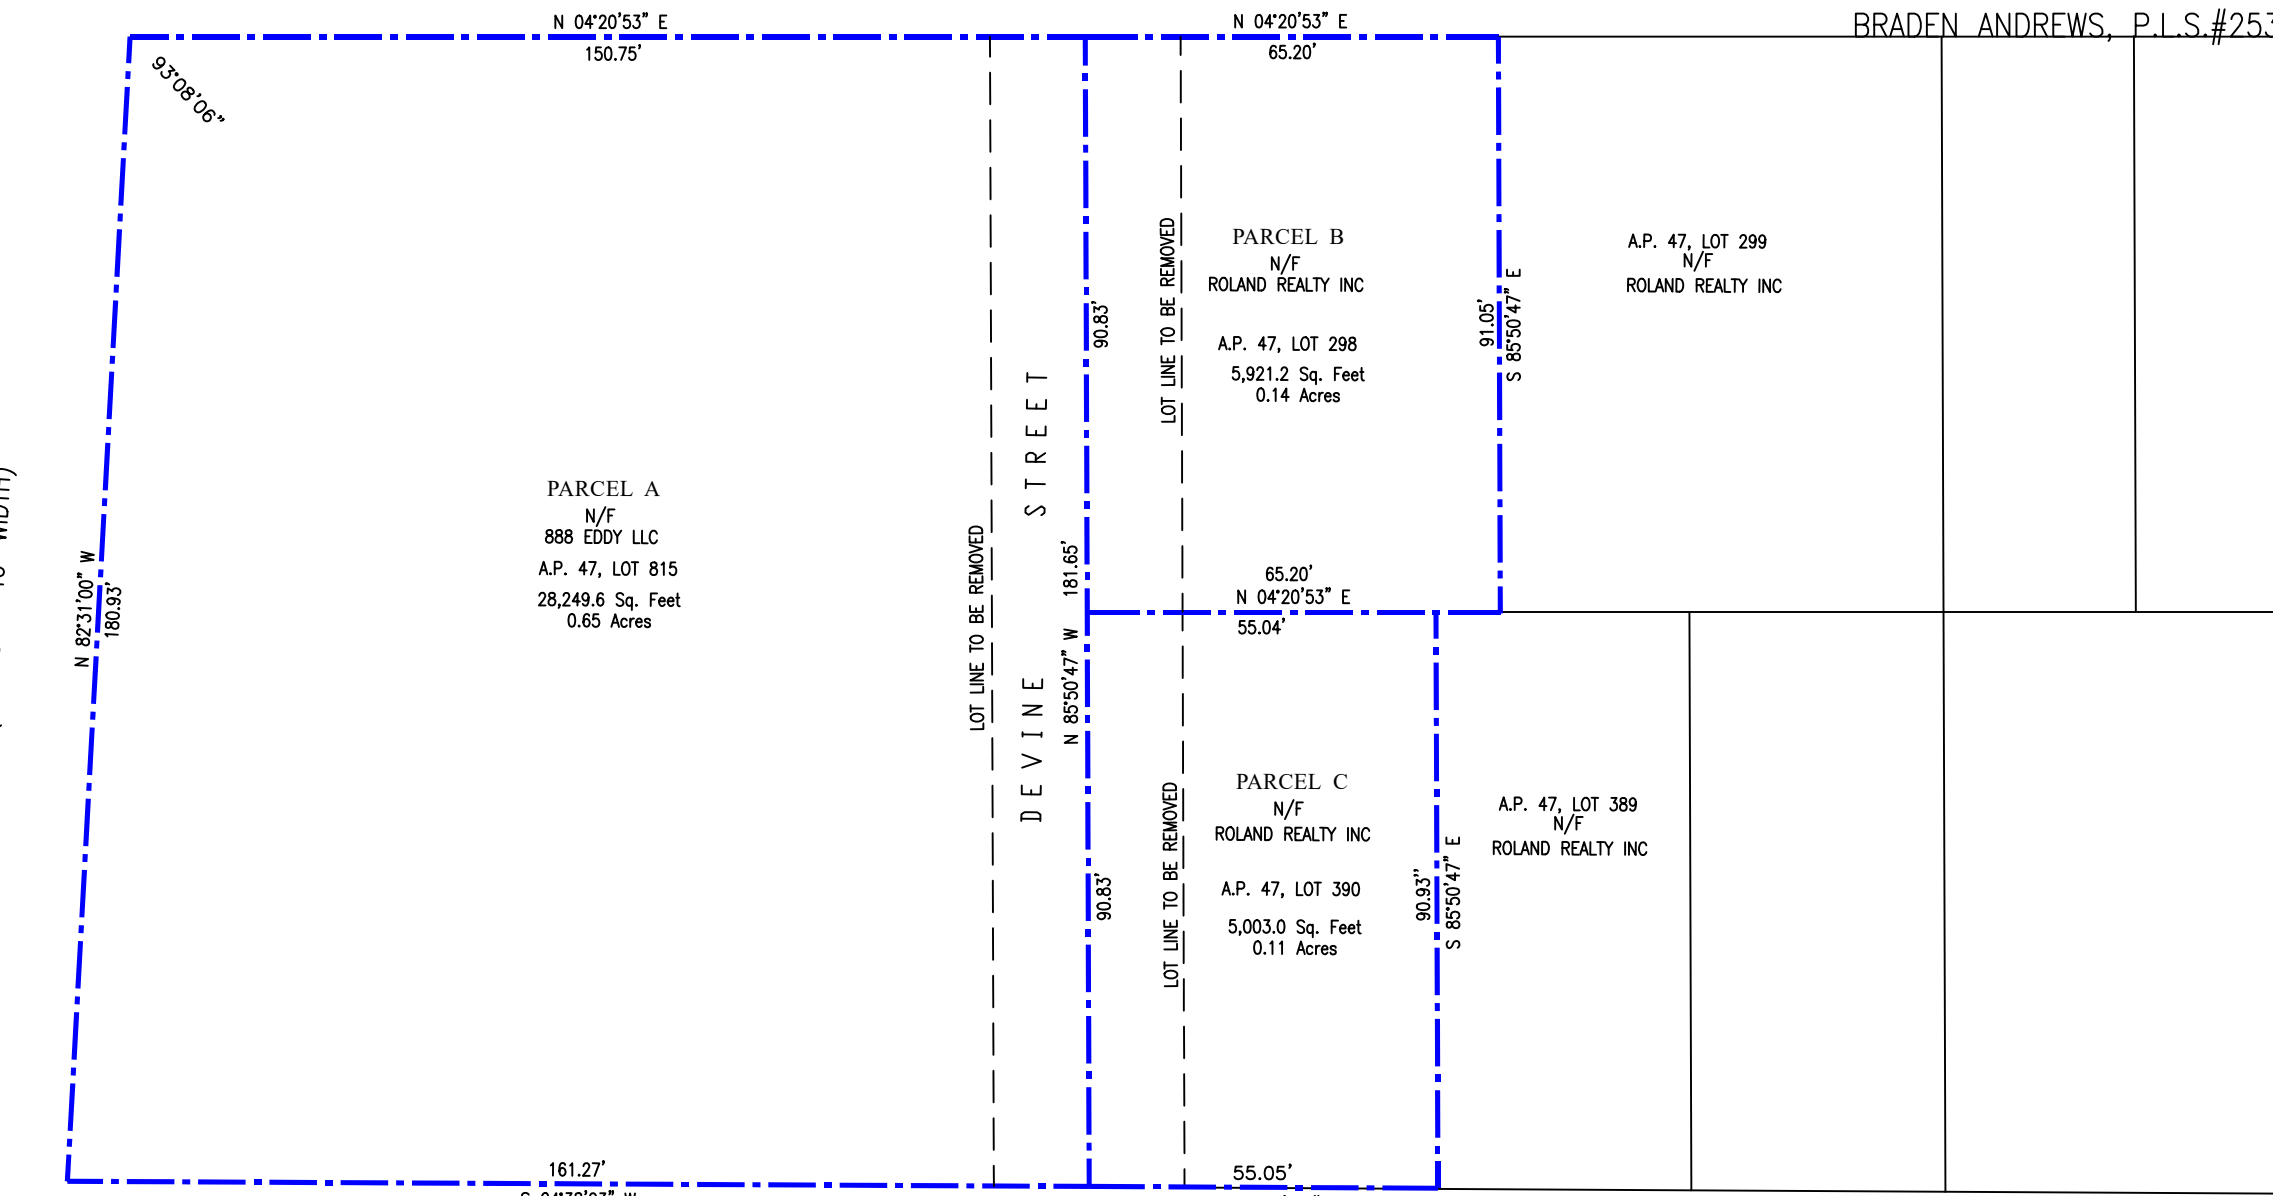 N 04°20'53" E
150.75'
N 04°20'53" E
65.20'
BRADEN ANDREWS, P.L.S.#253
93°08'06"
N 82°31'00" W
180.93'
PARCEL A
N/F
888 EDDY LLC
A.P. 47, LOT 815
28,249.6 Sq. Feet
0.65 Acres
LOT LINE TO BE REMOVED
DEVINE STREET
N 85°50'47" W 181.65'
90.83'
LOT LINE TO BE REMOVED
PARCEL B
N/F
ROLAND REALTY INC
A.P. 47, LOT 298
5,921.2 Sq. Feet
0.14 Acres
91.05'
S 85°50'47" E
A.P. 47, LOT 299
N/F
ROLAND REALTY INC
65.20'
N 04°20'53" E
55.04'
90.83'
LOT LINE TO BE REMOVED
PARCEL C
N/F
ROLAND REALTY INC
A.P. 47, LOT 390
5,003.0 Sq. Feet
0.11 Acres
90.93"
S 85°50'47" E
A.P. 47, LOT 389
N/F
ROLAND REALTY INC
161.27'
55.05'
WIDTH)